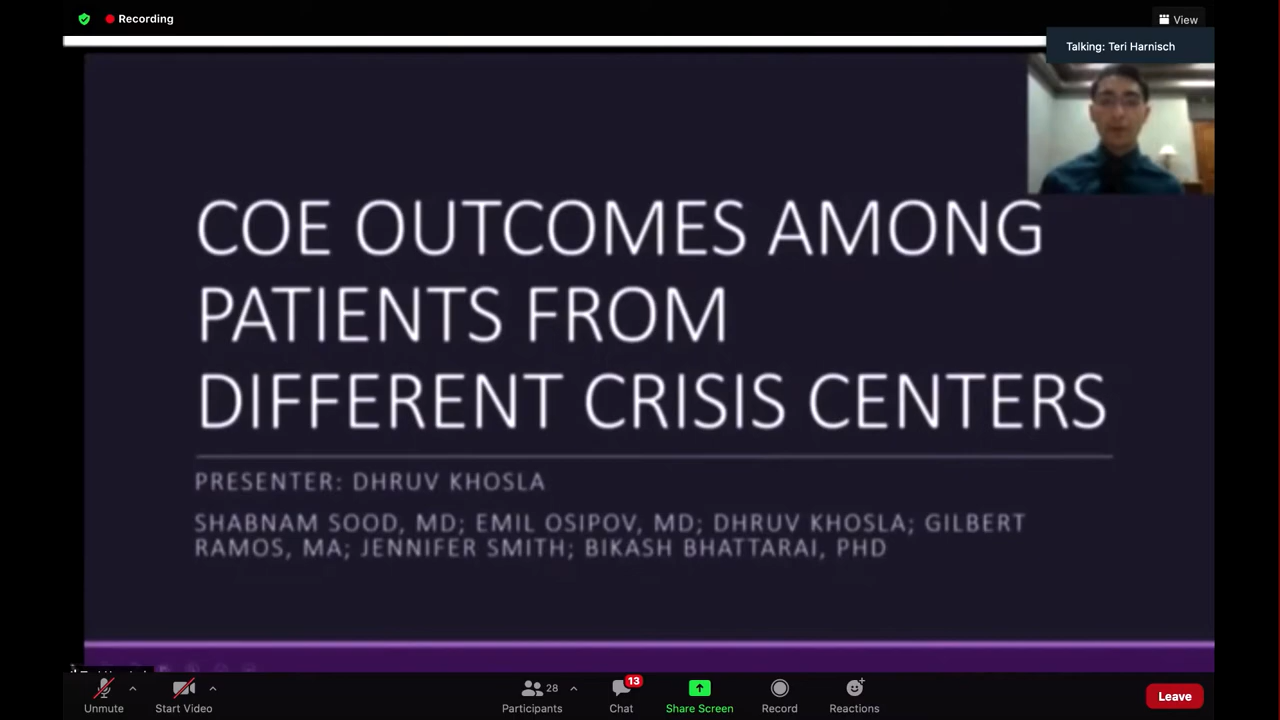 Recording
View
Talking: Teri Harnisch
COE OUTCOMES AMONG
PATIENTS FROM
DIFFERENT CRISIS CENTERS
PRESENTER: DHRUV KHOSLA
SHABNAM SOOD, MD; EMIL OSIPOV, MD; DHRUV KHOSLA; GILBERT
RAMOS, MA; JENNIFER SMITH; BIKASH BHATTARAI, PHD
28
13
Unmute
Start Video
Participants
Chat
Share Screen
Record
Reactions
Leave